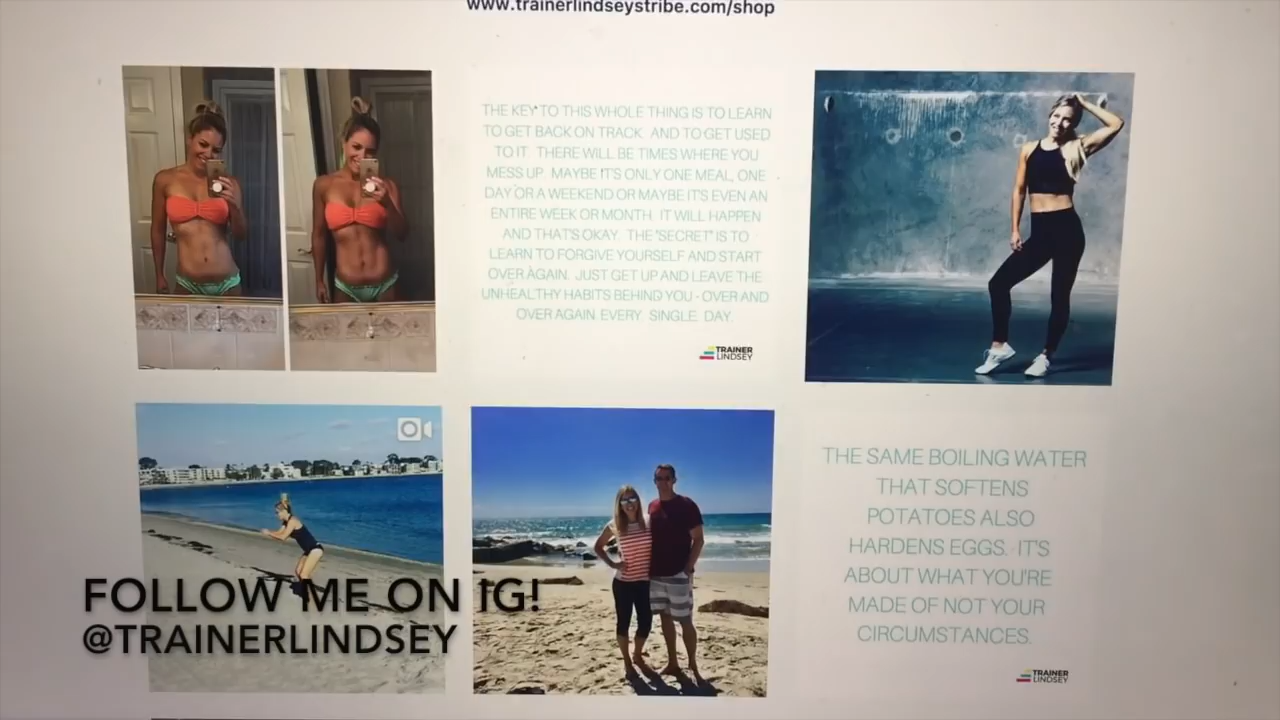 www.trainerlindseystribe.com/shop
THE KEY TO THIS WHOLE THING IS TO LEARN
TO GET BACK ON TRACK. AND TO GET USED
TO IT. THERE WILL BE TIMES WHERE YOU
MESS UP. MAYBE IT'S ONLY ONE MEAL, ONE
DAY OR A WEEKEND OR MAYBE IT'S EVEN AN
ENTIRE WEEK OR MONTH. IT WILL HAPPEN
AND THAT'S OKAY. THE "SECRET" IS TO
LEARN TO FORGIVE YOURSELF AND START
OVER AGAIN. JUST GET UP AND LEAVE THE
UNHEALTHY HABITS BEHIND YOU - OVER AND
OVER AGAIN. EVERY. SINGLE. DAY.
TRAINER
LINDSEY
THE SAME BOILING WATER
THAT SOFTENS
POTATOES ALSO
HARDENS EGGS. IT'S
ABOUT WHAT YOU'RE
MADE OF NOT YOUR
CIRCUMSTANCES.
TRAINER
LINDSEY
FOLLOW ME ON IG!
@TRAINERLINDSEY